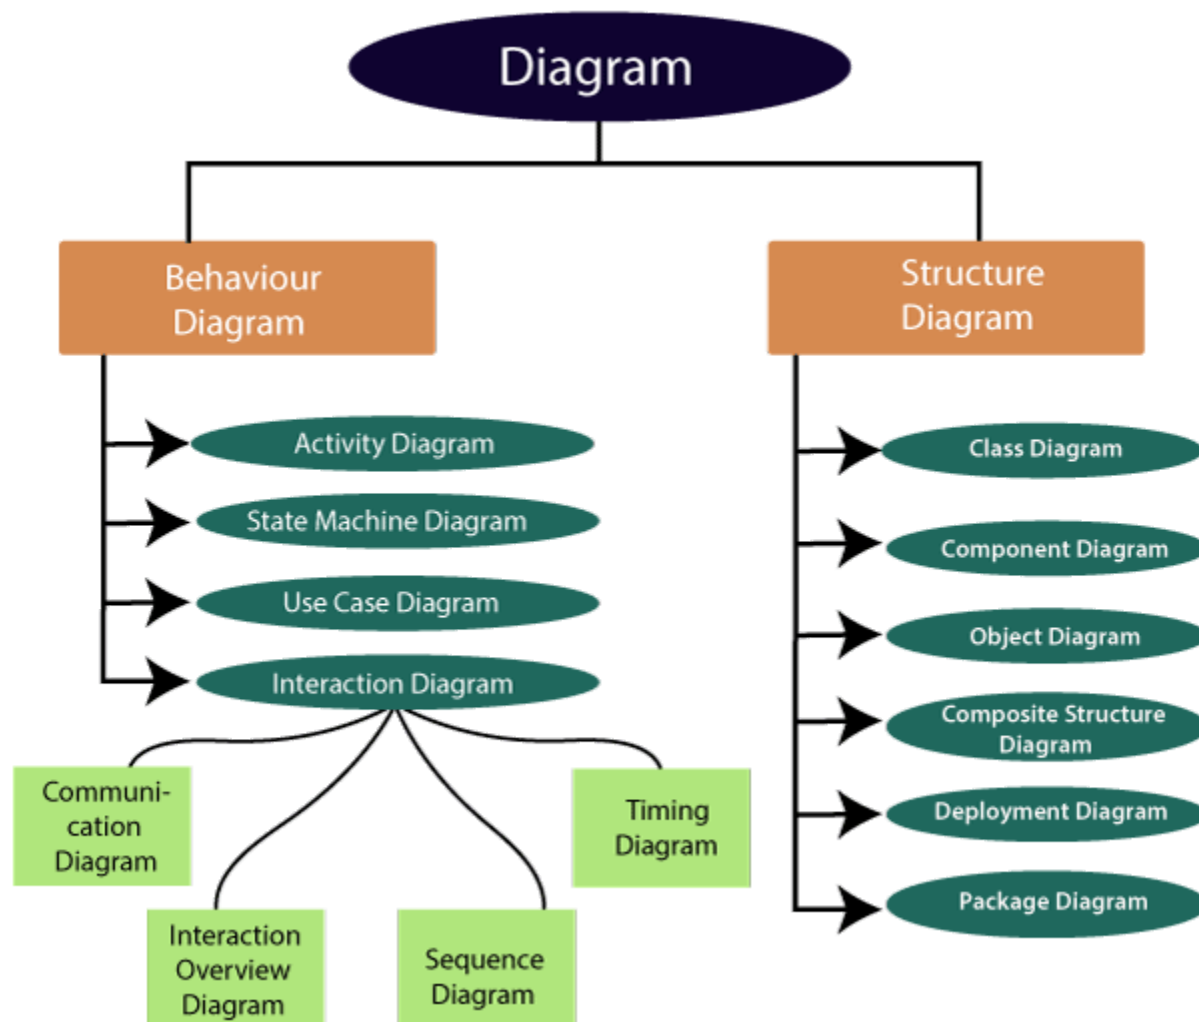 Diagram
Behaviour
Diagram
Structure
Diagram
Activity Diagram
State Machine Diagram
Use Case Diagram
Interaction Diagram
Communi-
cation
Diagram
Interaction
Overview
Diagram
Sequence
Diagram
Timing
Diagram
Class Diagram
Component Diagram
Object Diagram
Composite Structure
Diagram
Deployment Diagram
Package Diagram